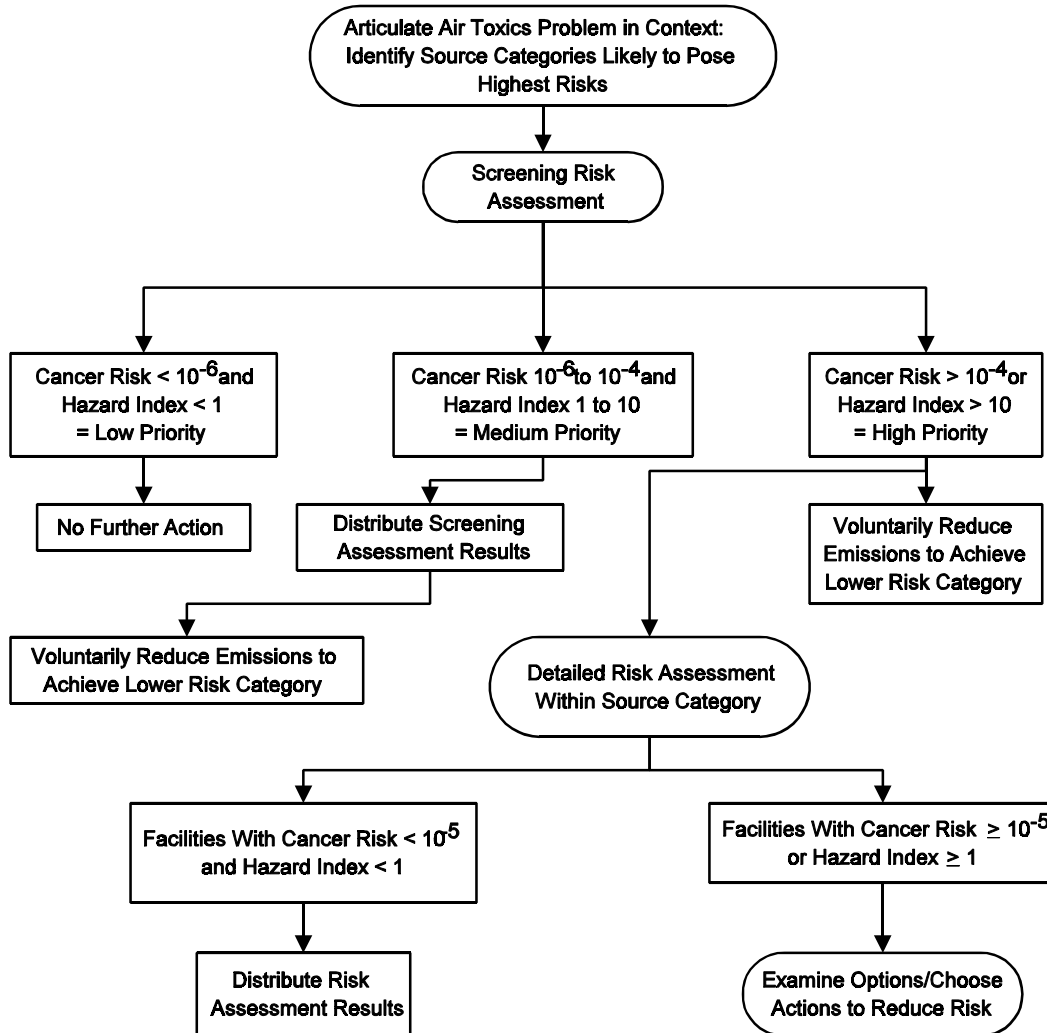 Articulate Air Toxics Problem in Context:
Identify Source Categories Likely to Pose
Highest Risks
Screening Risk
Assessment
Cancer Risk < 10-6 and
Hazard Index < 1
= Low Priority
Cancer Risk 10-6 to 10-4 and
Hazard Index 1 to 10
= Medium Priority
Cancer Risk > 10-4 or
Hazard Index > 10
= High Priority
No Further Action
Distribute Screening
Assessment Results
Voluntarily Reduce
Emissions to Achieve
Lower Risk Category
Voluntarily Reduce Emissions to
Achieve Lower Risk Category
Detailed Risk Assessment
Within Source Category
Facilities With Cancer Risk < 10-5
and Hazard Index < 1
Facilities With Cancer Risk ≥ 10-5
or Hazard Index ≥ 1
Distribute Risk
Assessment Results
Examine Options/Choose
Actions to Reduce Risk